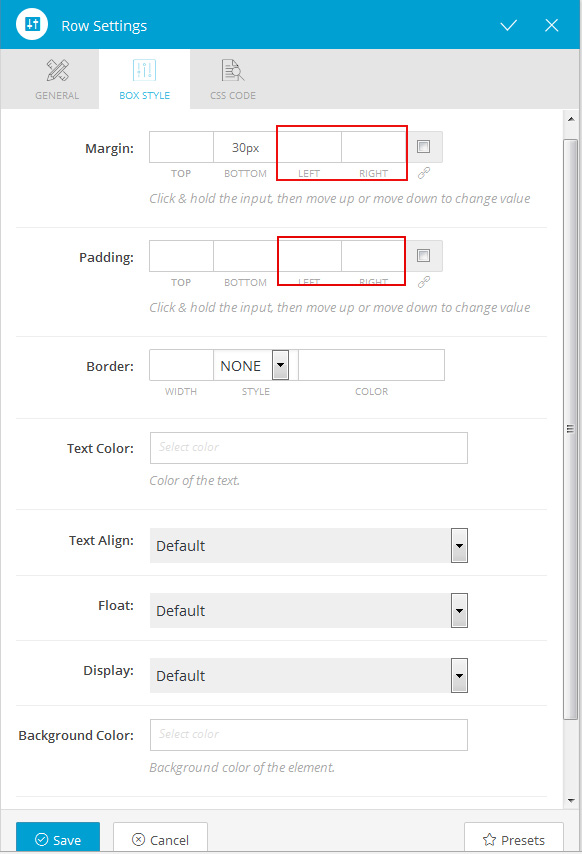 Row Settings
GENERAL BOX STYLE CSS CODE
Margin: 30px
TOP BOTTOM LEFT RIGHT
Click & hold the input, then move up or move down to change value
Padding:
TOP BOTTOM LEFT RIGHT
Click & hold the input, then move up or move down to change value
Border: NONE
WIDTH STYLE COLOR
Text Color: Select color
Color of the text.
Text Align: Default
Float: Default
Display: Default
Background Color: Select color
Background color of the element.
Save Cancel Presets